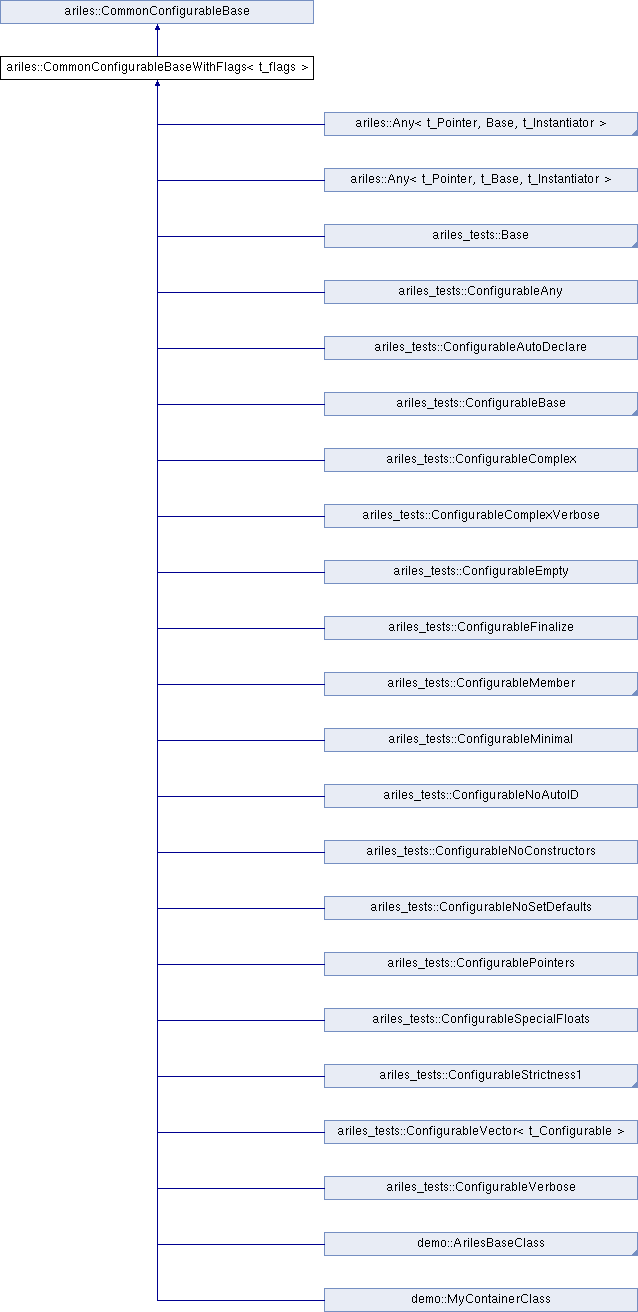 ariles::CommonConfigurableBase
ariles::CommonConfigurableBaseWithFlags< t_flags >
ariles::Any< t_Pointer, Base, t_Instantiator >
ariles::Any< t_Pointer, t_Base, t_Instantiator >
ariles_tests::Base
ariles_tests::ConfigurableAny
ariles_tests::ConfigurableAutoDeclare
ariles_tests::ConfigurableBase
ariles_tests::ConfigurableComplex
ariles_tests::ConfigurableComplexVerbose
ariles_tests::ConfigurableEmpty
ariles_tests::ConfigurableFinalize
ariles_tests::ConfigurableMember
ariles_tests::ConfigurableMinimal
ariles_tests::ConfigurableNoAutoID
ariles_tests::ConfigurableNoConstructors
ariles_tests::ConfigurableNoSetDefaults
ariles_tests::ConfigurablePointers
ariles_tests::ConfigurableSpecialFloats
ariles_tests::ConfigurableStrictness1
ariles_tests::ConfigurableVector< t_Configurable >
ariles_tests::ConfigurableVerbose
demo::ArilesBaseClass
demo::MyContainerClass